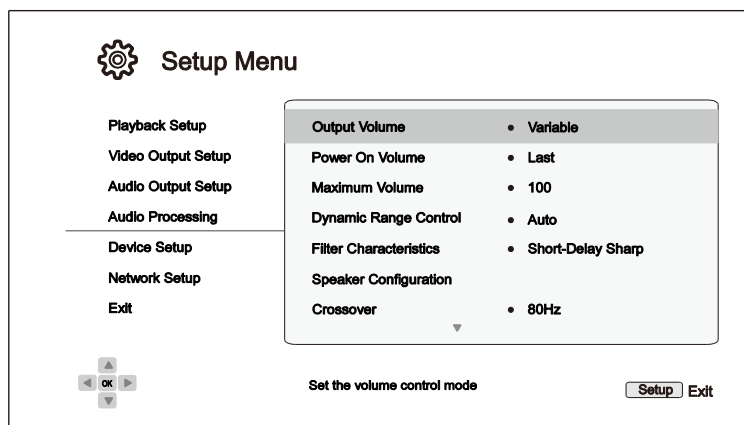 Setup Menu
Playback Setup
Video Output Setup
Audio Output Setup
Audio Processing
Device Setup
Network Setup
Exit
Output Volume • Variable
Power On Volume • Last
Maximum Volume • 100
Dynamic Range Control • Auto
Filter Characteristics • Short-Delay Sharp
Speaker Configuration
Crossover • 80Hz
OK
Set the volume control mode
Setup Exit